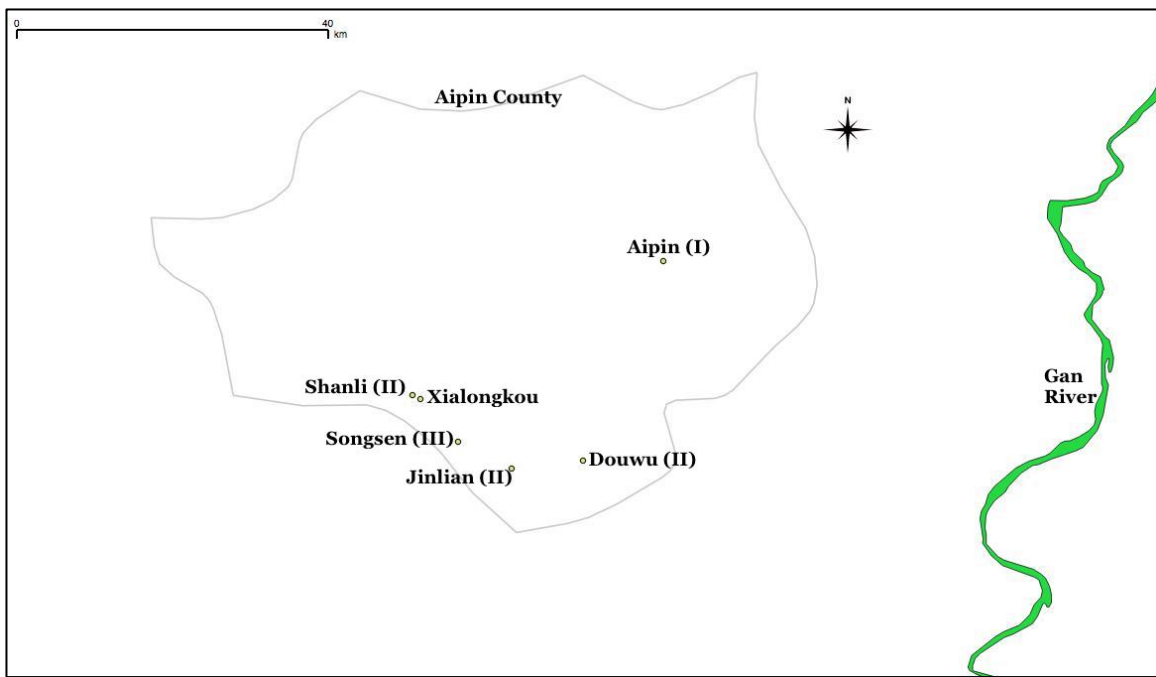 0 40
km
Aipin County
N
Aipin (I)
Shanli (II)
Xialongkou
Gan
River
Songsen (III)
Douwu (II)
Jinlian (II)